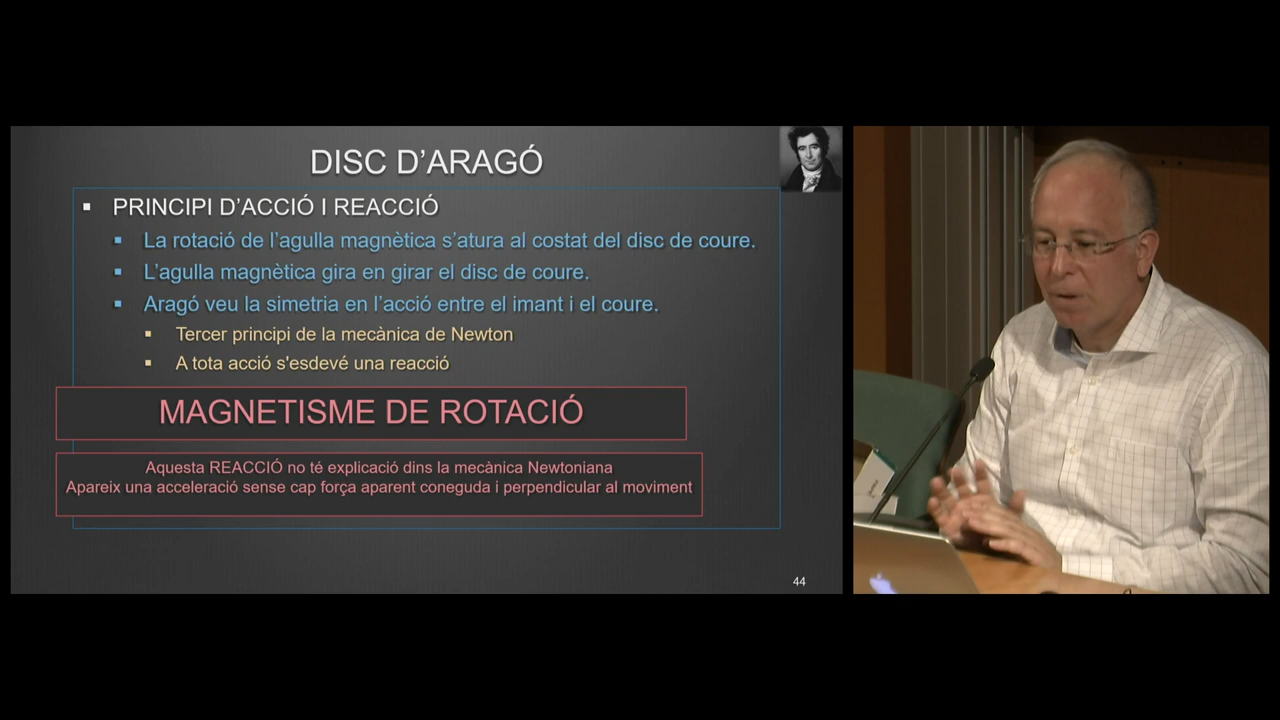 DISC D'ARAGÓ
PRINCIPI D'ACCIÓ I REACCIÓ
La rotació de l'agulla magnètica s'atura al costat del disc de coure.
L'agulla magnètica gira en girar el disc de coure.
Aragó veu la simetria en l'acció entre el imant i el coure.
Tercer principi de la mecànica de Newton
A tota acció s'esdevé una reacció
MAGNETISME DE ROTACIÓ
Aquesta REACCIÓ no té explicació dins la mecànica Newtoniana
Apareix una acceleració sense cap força aparent coneguda i perpendicular al moviment
44